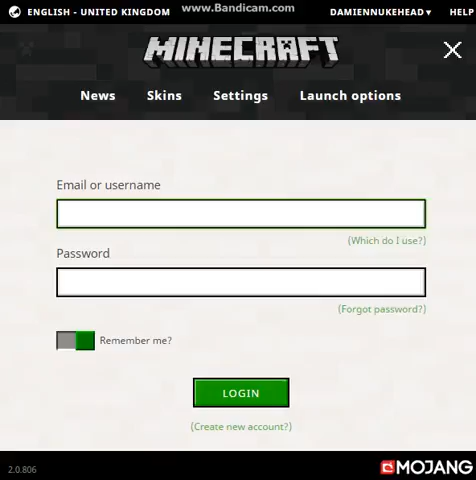 www.Bandicam.com
ENGLISH - UNITED KINGDOM
DAMIENNUKEHEAD ▾
HELP
MINECRAFT
News
Skins
Settings
Launch options
Email or username
(Which do I use?)
Password
(Forgot password?)
Remember me?
LOGIN
(Create new account?)
2.0.806
MOJANG